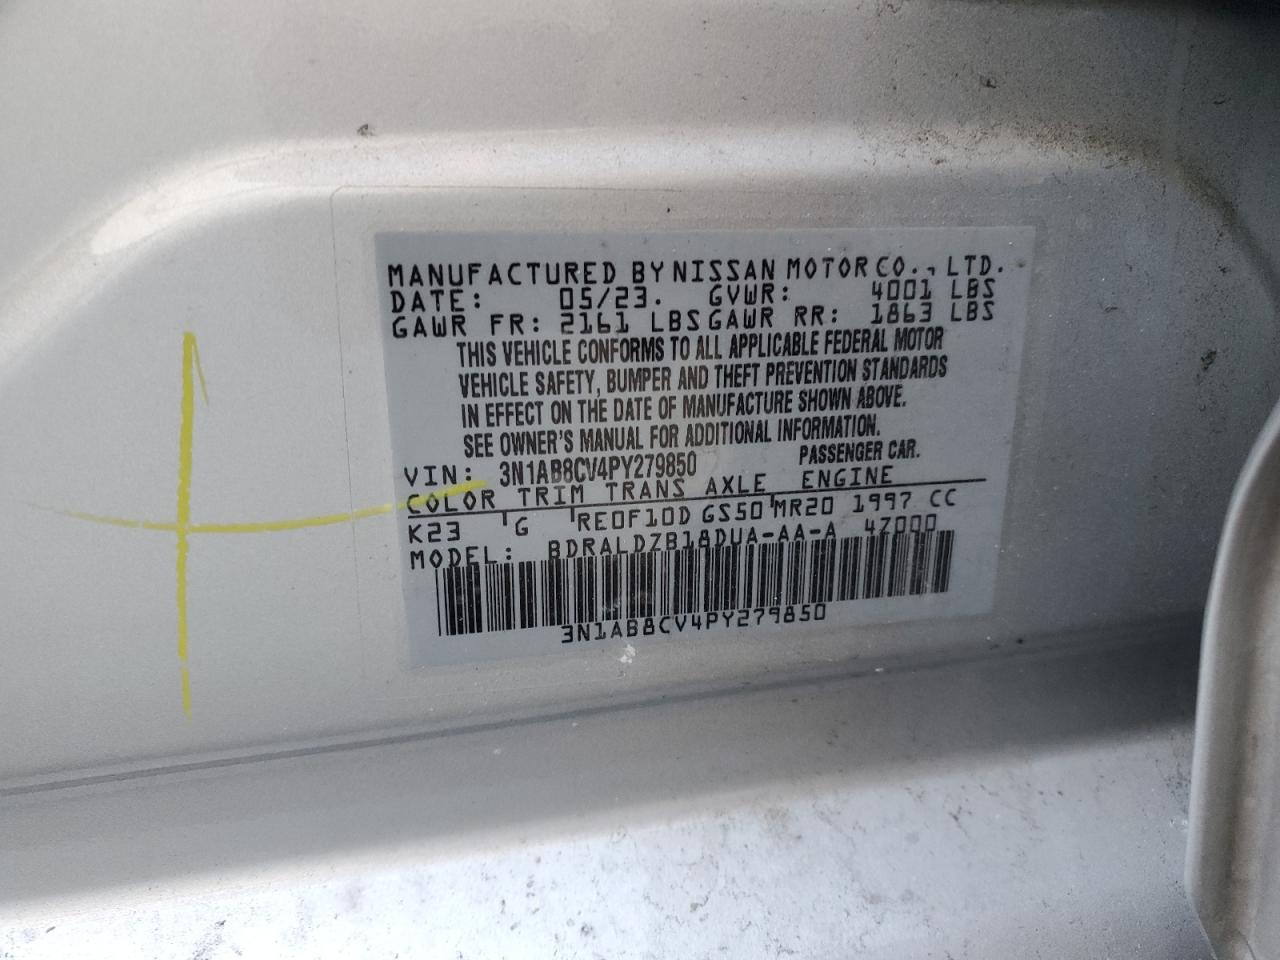 MANUFACTURED BY NISSAN MOTOR CO., LTD.
DATE: 05/23. GVWR: 4001 LBS
GAWR FR: 2161 LBS GAWR RR: 1863 LBS
THIS VEHICLE CONFORMS TO ALL APPLICABLE FEDERAL MOTOR
VEHICLE SAFETY, BUMPER AND THEFT PREVENTION STANDARDS
IN EFFECT ON THE DATE OF MANUFACTURE SHOWN ABOVE.
SEE OWNER'S MANUAL FOR ADDITIONAL INFORMATION.
VIN: 3N1AB8CV4PY279850 PASSENGER CAR.
COLOR TRIM TRANS AXLE ENGINE
K23 G RE0F10D GS50 MR20 1997 CC
MODEL: BDRALDZB18DUA-AA-A 4Z000
3N1AB8CV4PY279850